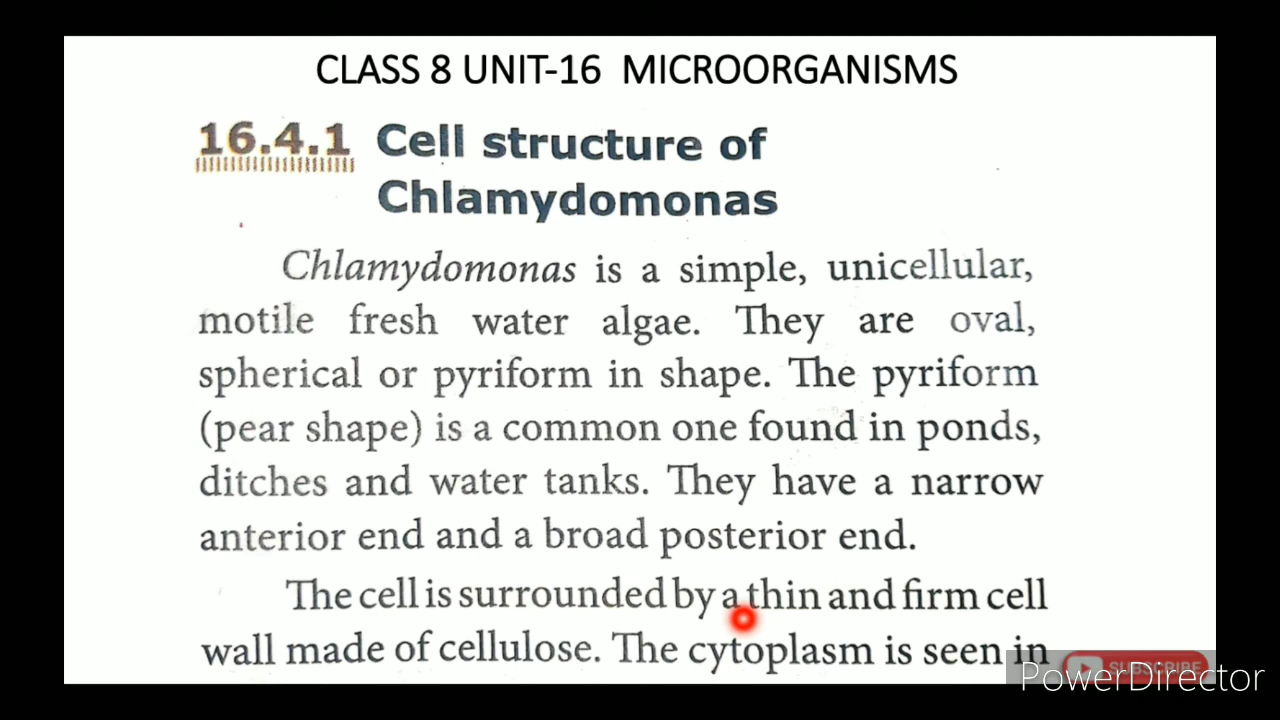 CLASS 8 UNIT-16 MICROORGANISMS
16.4.1 Cell structure of
Chlamydomonas
Chlamydomonas is a simple, unicellular,
motile fresh water algae. They are oval,
spherical or pyriform in shape. The pyriform
(pear shape) is a common one found in ponds,
ditches and water tanks. They have a narrow
anterior end and a broad posterior end.
The cell is surrounded by a thin and firm cell
wall made of cellulose. The cytoplasm is seen in
SUBSCRIBE
PowerDirector